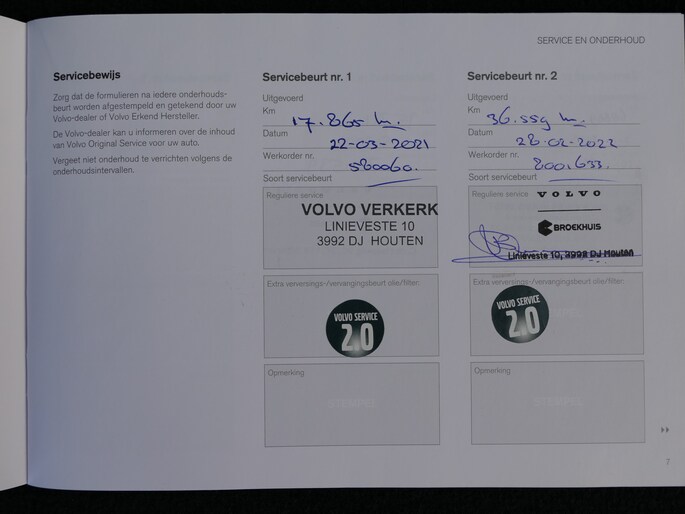 SERVICE EN ONDERHOUD
Servicebewijs
Zorg dat de formulieren na iedere onderhouds-
beurt worden afgestempeld en getekend door uw
Volvo-dealer of Volvo Erkend Hersteller.
De Volvo-dealer kan u informeren over de inhoud
van Volvo Original Service voor uw auto.
Vergeet niet onderhoud te verrichten volgens de
onderhoudsintervallen.
Servicebeurt nr. 1
Uitgevoerd
Km 17.865 km.
Datum 22-03-2021
Werkorder nr. 580060.
Soort servicebeurt
Reguliere service
VOLVO VERKERK
LINIEVESTE 10
3992 DJ HOUTEN
Extra verversings-/vervangingsbeurt olie/filter:
VOLVO SERVICE
2.0
Opmerking
STEMPEL
Servicebeurt nr. 2
Uitgevoerd
Km 36.559 km.
Datum 28-02-2022
Werkorder nr. 800.633.
Soort servicebeurt
Reguliere service
VOLVO
BROEKHUIS
Linieveste 10, 3992 DJ Houten
Extra verversings-/vervangingsbeurt olie/filter:
VOLVO SERVICE
2.0
Opmerking
STEMPEL
7